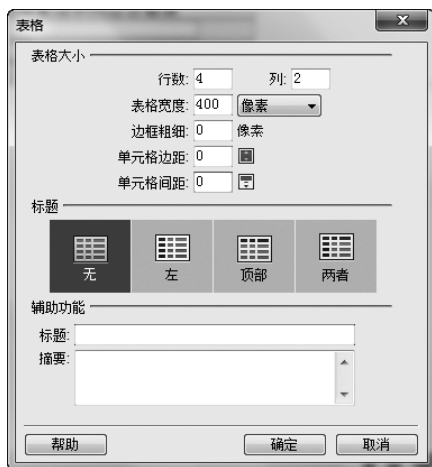 表格
表格大小
行数: 4 列: 2
表格宽度: 400 像素
边框粗细: 0 像素
单元格边距: 0
单元格间距: 0
标题
无 左 顶部 两者
辅助功能
标题:
摘要:
帮助 确定 取消